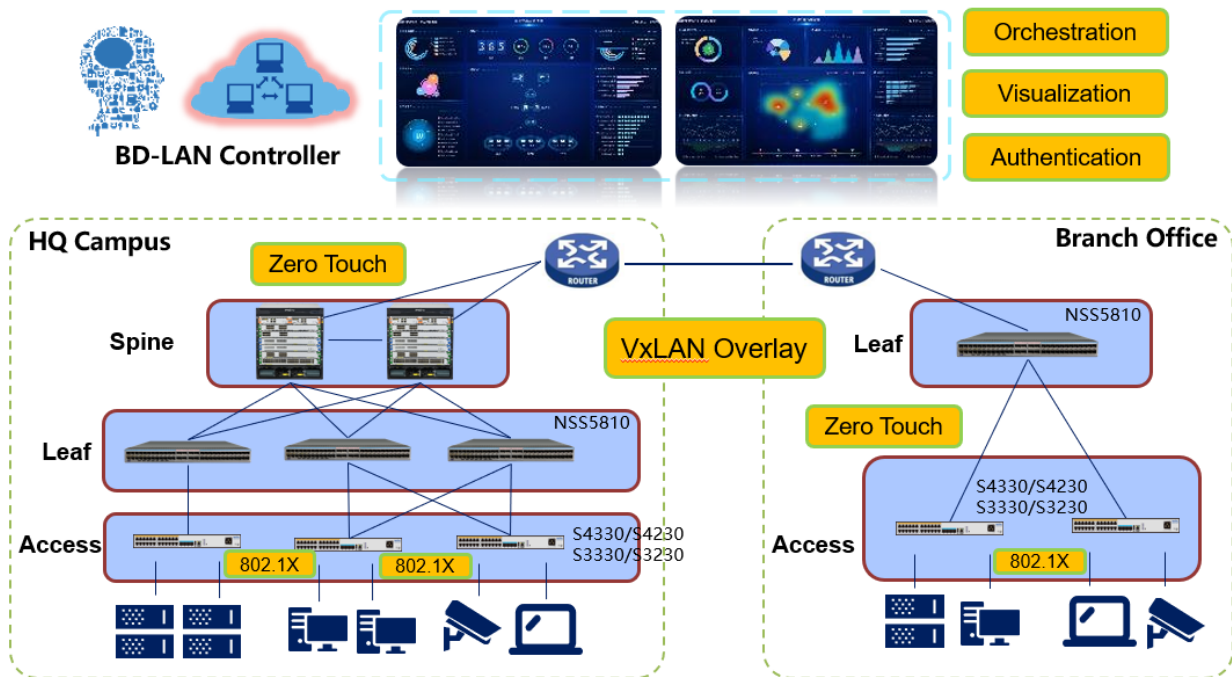 Orchestration
Visualization
Authentication
BD-LAN Controller
365
HQ Campus
Zero Touch
ROUTER
ROUTER
Branch Office
Spine
VxLAN Overlay
NSS5810
Leaf
NSS5810
Leaf
Zero Touch
Access
S4330/S4230
S3330/S3230
802.1X
802.1X
S4330/S4230
S3330/S3230
Access
802.1X